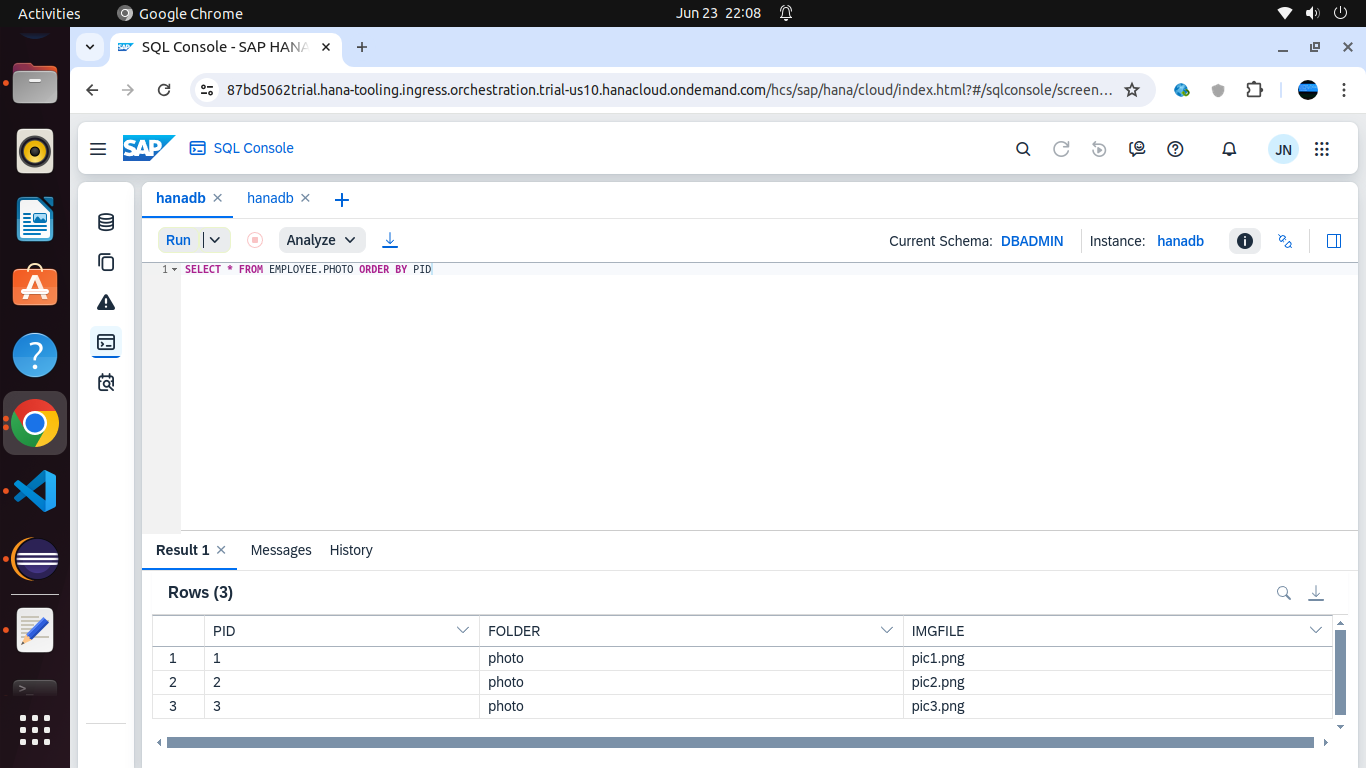 Activities Google Chrome Jun 23 22:08
SQL Console - SAP HANA
87bd5062trial.hana-tooling.ingress.orchestration.trial-us10.hanacloud.ondemand.com/hcs/sap/hana/cloud/index.html?#/sqlconsole/screen...
SAP SQL Console JN
hanadb hanadb
Run Analyze Current Schema: DBADMIN Instance: hanadb
1 SELECT * FROM EMPLOYEE.PHOTO ORDER BY PID
Result 1 Messages History
Rows (3)
PID FOLDER IMGFILE
1 1 photo pic1.png
2 2 photo pic2.png
3 3 photo pic3.png